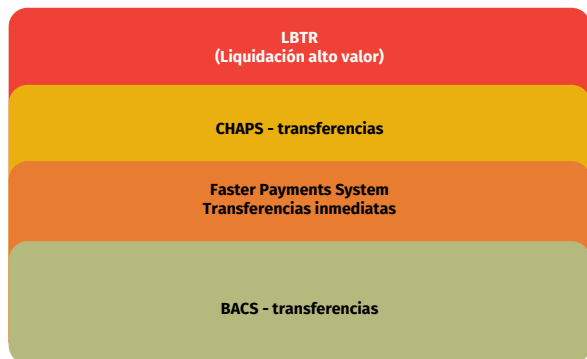 LBTR
(Liquidación alto valor)
CHAPS - transferencias
Faster Payments System
Transferencias inmediatas
BACS - transferencias